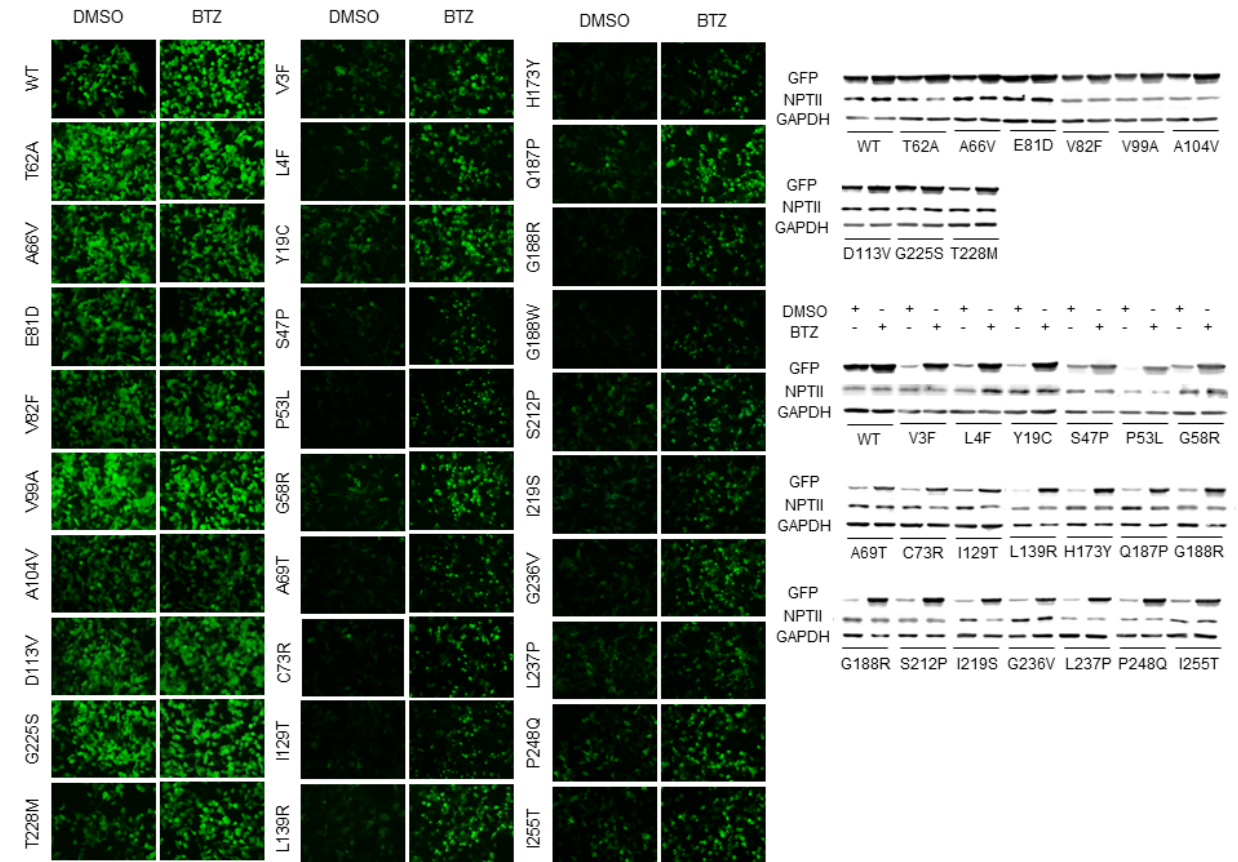 DMSO BTZ
WT
T62A
A66V
E81D
V82F
V99A
A104V
D113V
G225S
T228M
DMSO BTZ
V3F
L4F
Y19C
S47P
P53L
G58R
A69T
C73R
I129T
L139R
DMSO BTZ
H173Y
Q187P
G188R
G188W
S212P
I219S
G236V
L237P
P248Q
I255T
GFP
NPTII
GAPDH
WT T62A A66V E81D V82F V99A A104V
GFP
NPTII
GAPDH
D113V G225S T228M
DMSO + - + - + - + - + - + - + -
BTZ - + - + - + - + - + - + - +
GFP
NPTII
GAPDH
WT V3F L4F Y19C S47P P53L G58R
GFP
NPTII
GAPDH
A69T C73R I129T L139R H173Y Q187P G188R
GFP
NPTII
GAPDH
G188R S212P I219S G236V L237P P248Q I255T